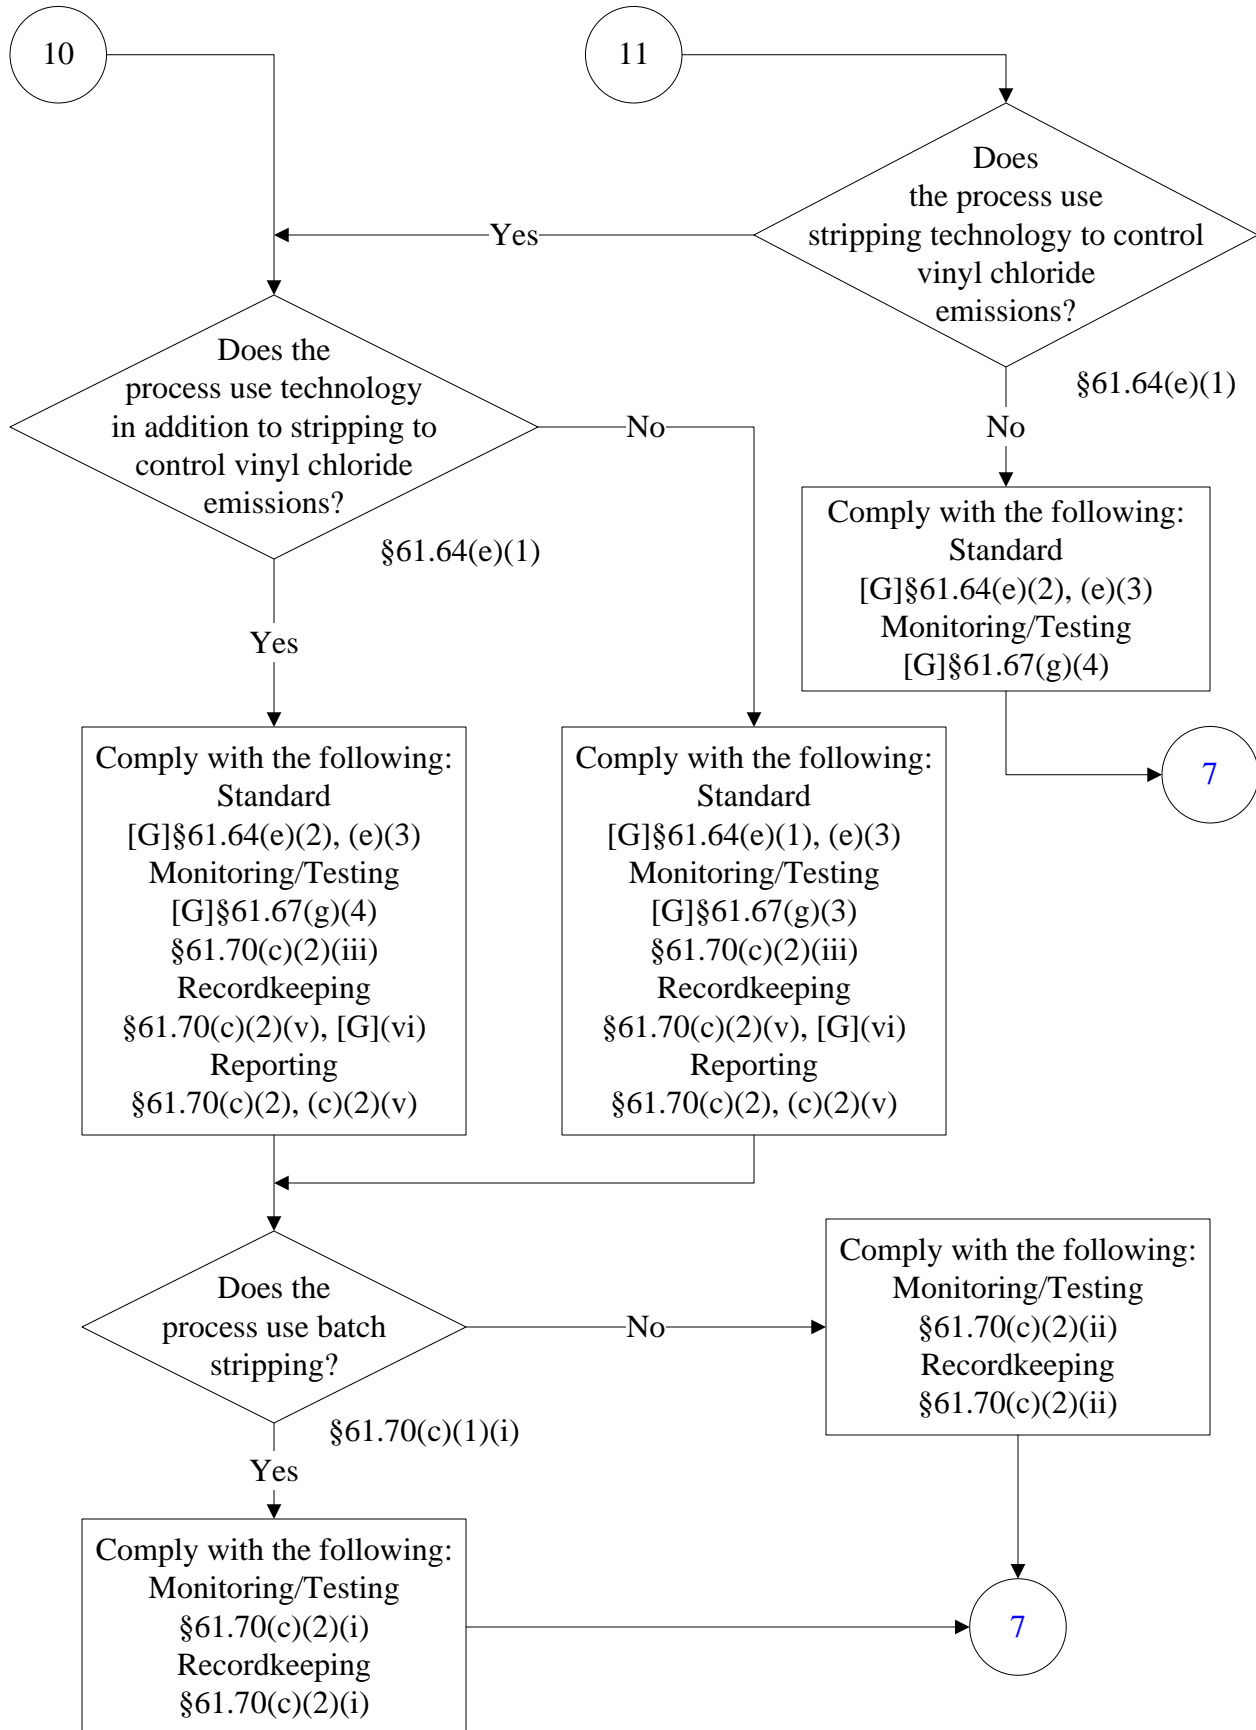 10
11
Does
the process use
stripping technology to control
vinyl chloride
emissions?
§61.64(e)(1)
Yes
No
Does the
process use technology
in addition to stripping to
control vinyl chloride
emissions?
§61.64(e)(1)
No
Yes
Comply with the following:
Standard
[G]§61.64(e)(2), (e)(3)
Monitoring/Testing
[G]§61.67(g)(4)
7
Comply with the following:
Standard
[G]§61.64(e)(2), (e)(3)
Monitoring/Testing
[G]§61.67(g)(4)
§61.70(c)(2)(iii)
Recordkeeping
§61.70(c)(2)(v), [G](vi)
Reporting
§61.70(c)(2), (c)(2)(v)
Comply with the following:
Standard
[G]§61.64(e)(1), (e)(3)
Monitoring/Testing
[G]§61.67(g)(3)
§61.70(c)(2)(iii)
Recordkeeping
§61.70(c)(2)(v), [G](vi)
Reporting
§61.70(c)(2), (c)(2)(v)
Does the
process use batch
stripping?
§61.70(c)(1)(i)
No
Yes
Comply with the following:
Monitoring/Testing
§61.70(c)(2)(ii)
Recordkeeping
§61.70(c)(2)(ii)
Comply with the following:
Monitoring/Testing
§61.70(c)(2)(i)
Recordkeeping
§61.70(c)(2)(i)
7